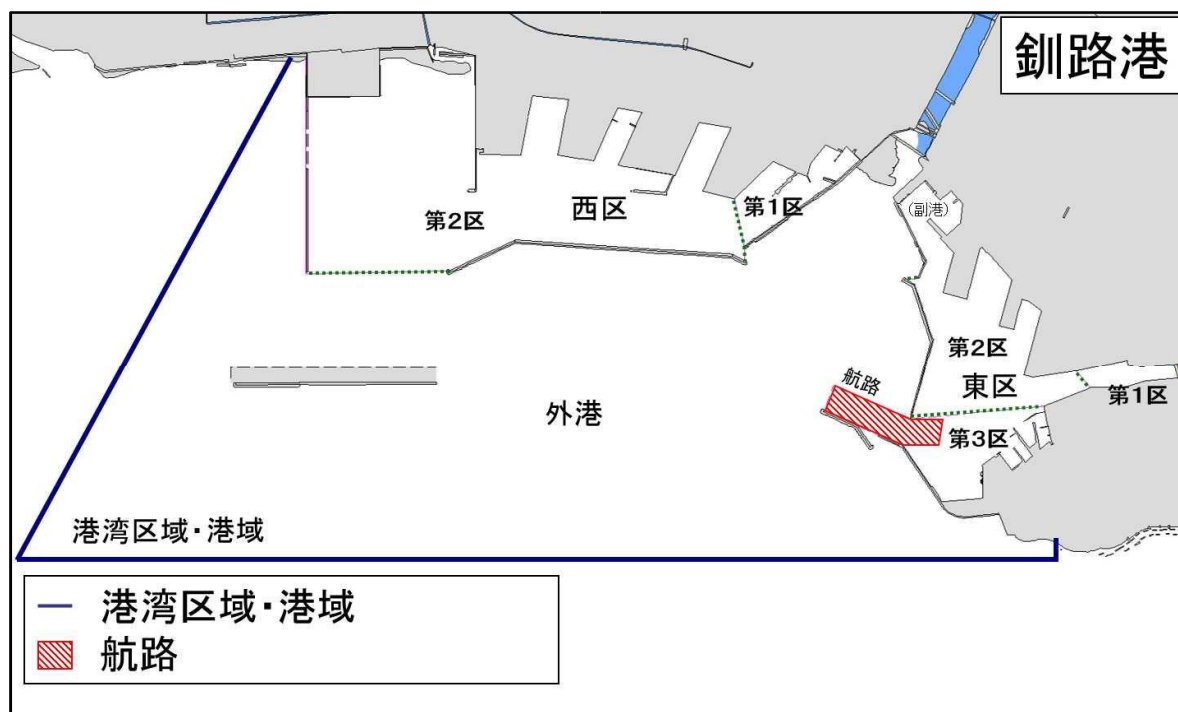 釧路港
第2区
西区
第1区
(副港)
第2区
航路
東区
第1区
外港
第3区
港湾区域・港域
港湾区域・港域
航路